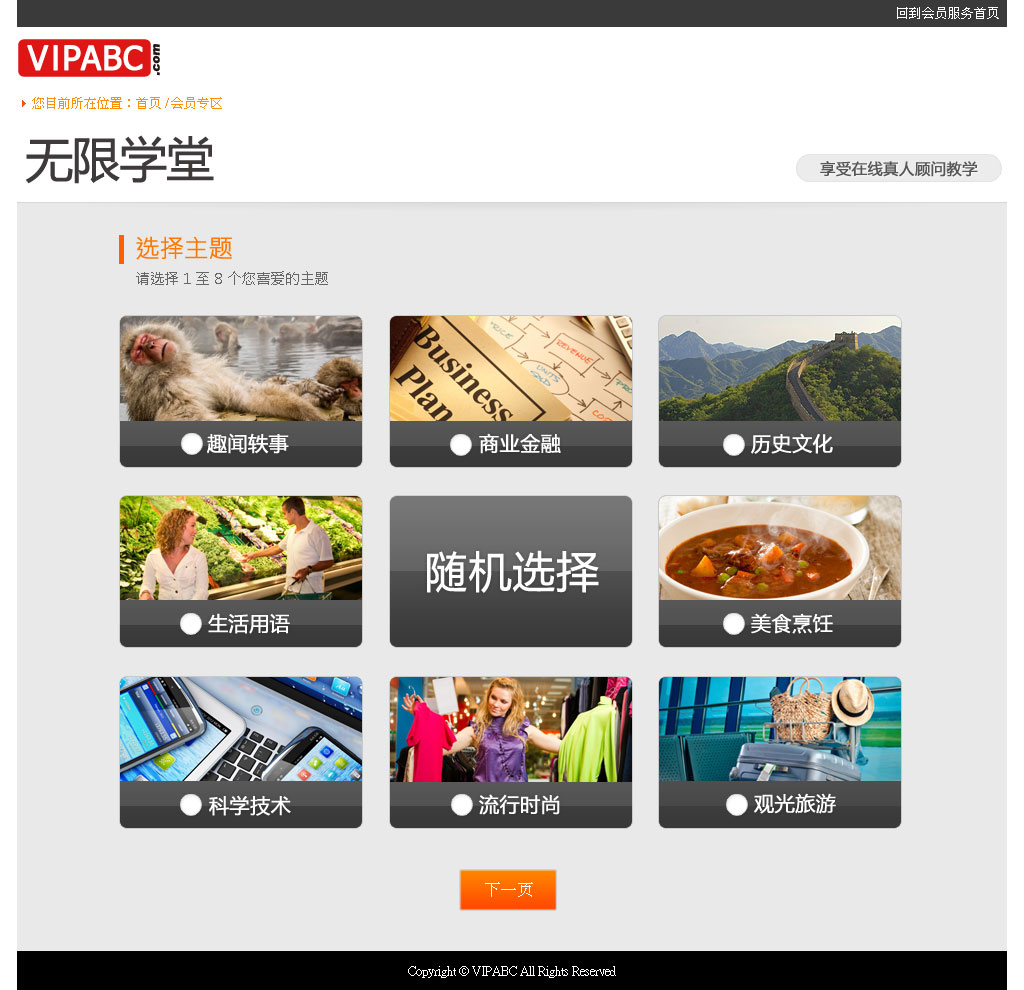 回到会员服务首页
VIPABC.com
您目前所在位置：首页 / 会员专区
无限学堂
享受在线真人顾问教学
选择主题
请选择 1 至 8 个您喜爱的主题
Business
Plan
PRICE
REVENUE
UNITS
SOLD
趣闻轶事
商业金融
历史文化
生活用语
随机选择
美食烹饪
科学技术
流行时尚
观光旅游
下一页
Copyright © VIPABC All Rights Reserved